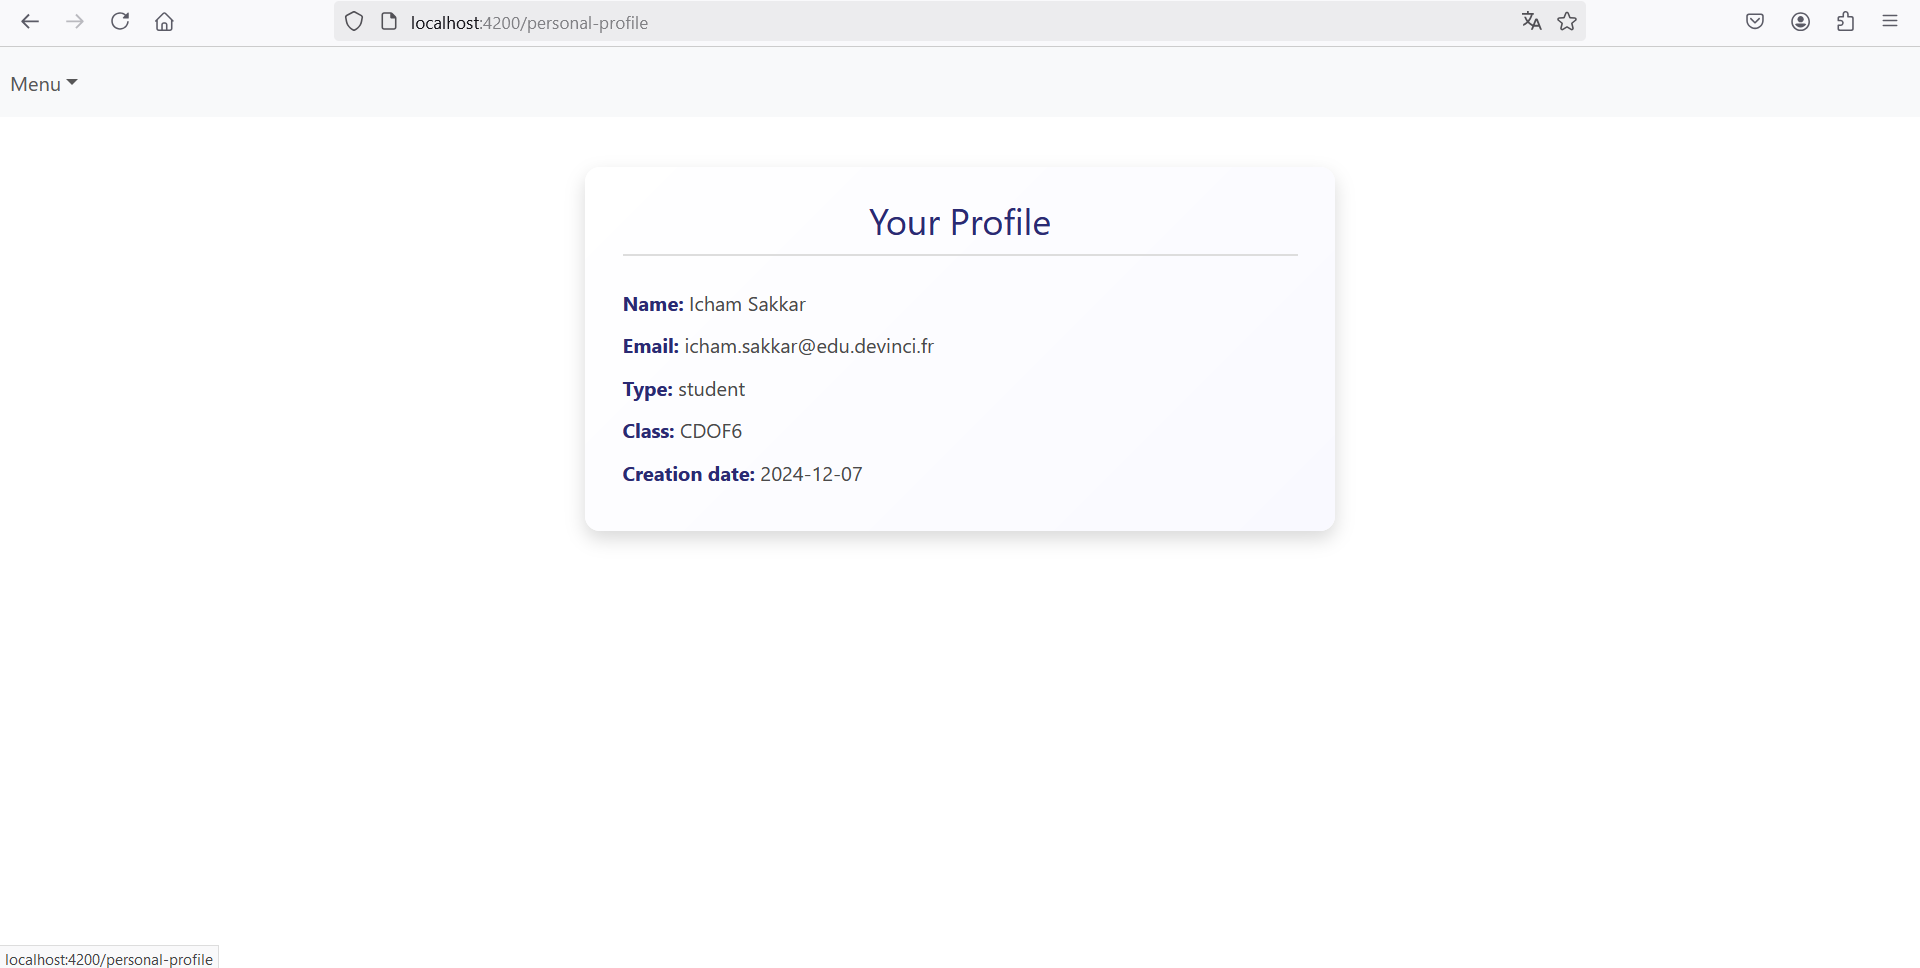 localhost:4200/personal-profile
Menu
Your Profile
Name: Icham Sakkar
Email: icham.sakkar@edu.devinci.fr
Type: student
Class: CDOF6
Creation date: 2024-12-07
localhost:4200/personal-profile